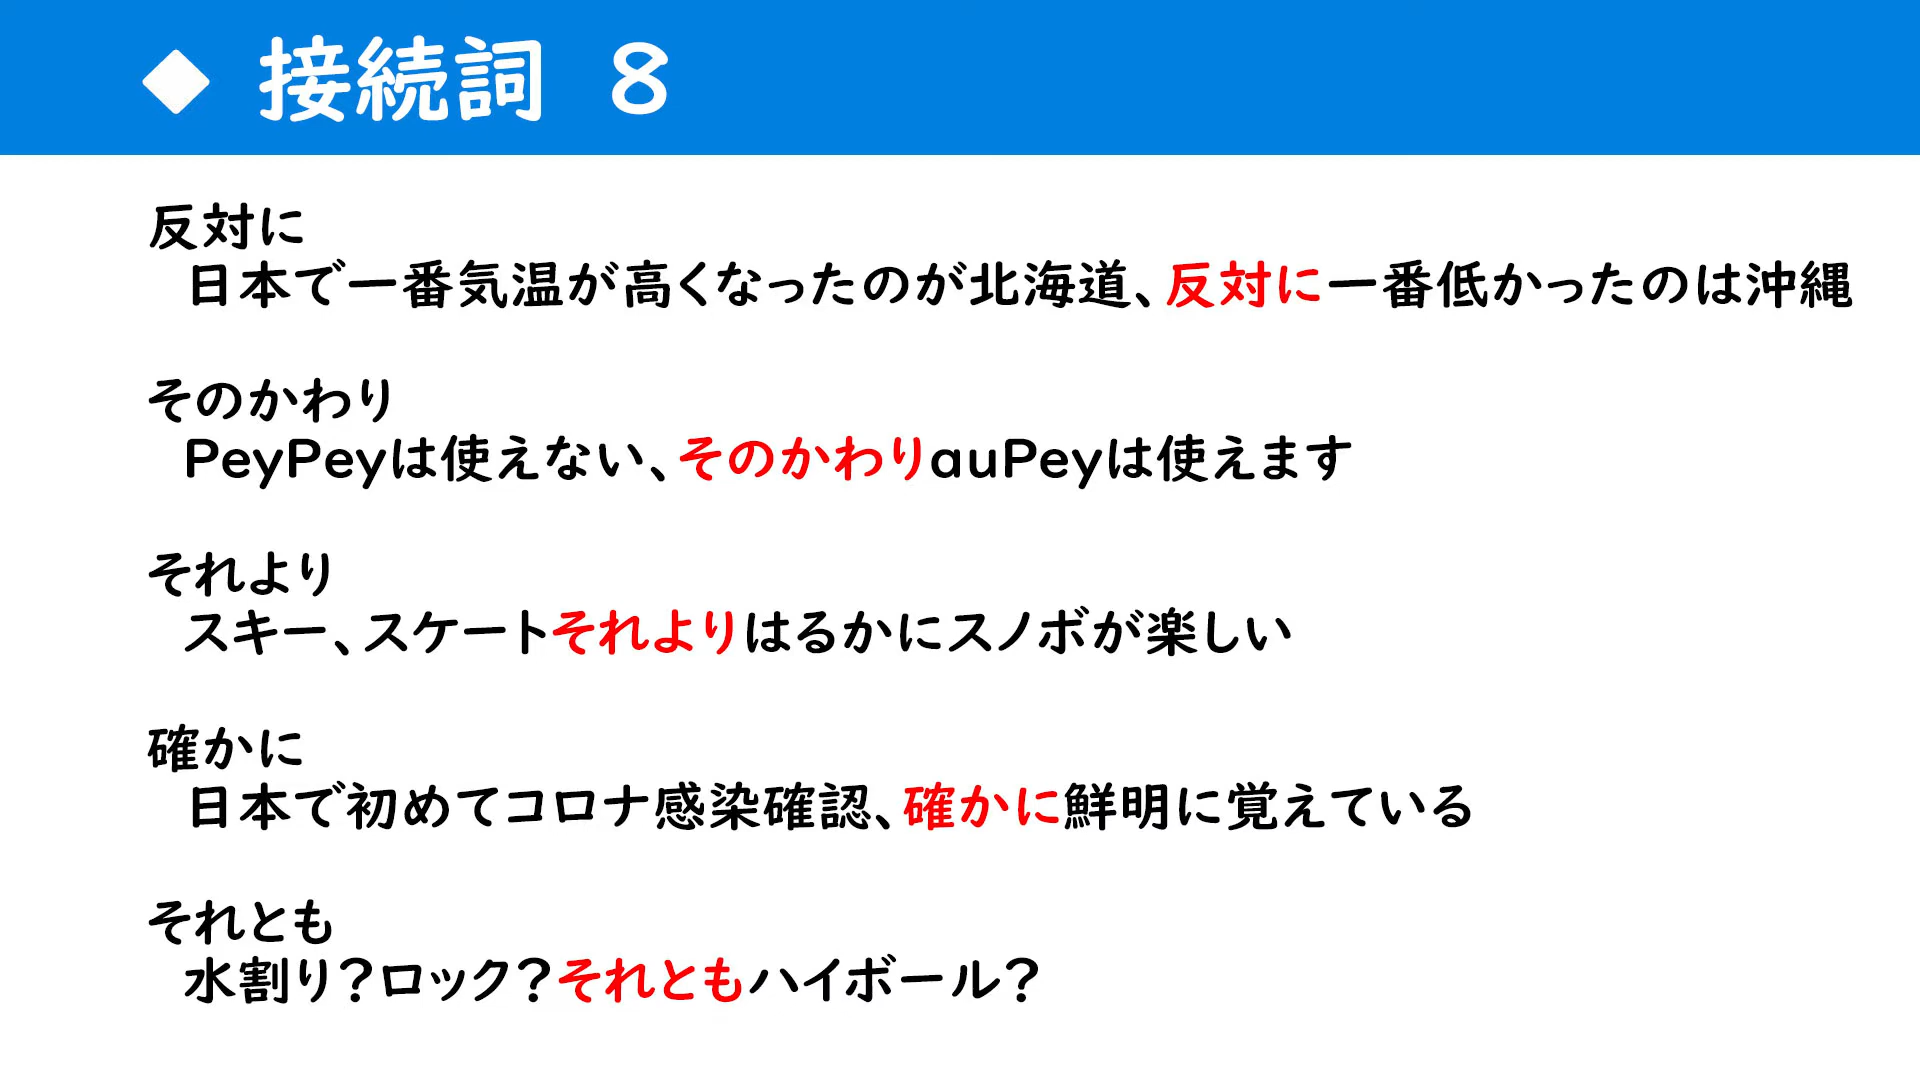 ◆ 接続詞 8
反対に
日本で一番気温が高くなったのが北海道、反対に一番低かったのは沖縄
そのかわり
PeyPeyは使えない、そのかわりauPeyは使えます
それより
スキー、スケートそれよりはるかにスノボが楽しい
確かに
日本で初めてコロナ感染確認、確かに鮮明に覚えている
それとも
水割り?ロック?それともハイボール?